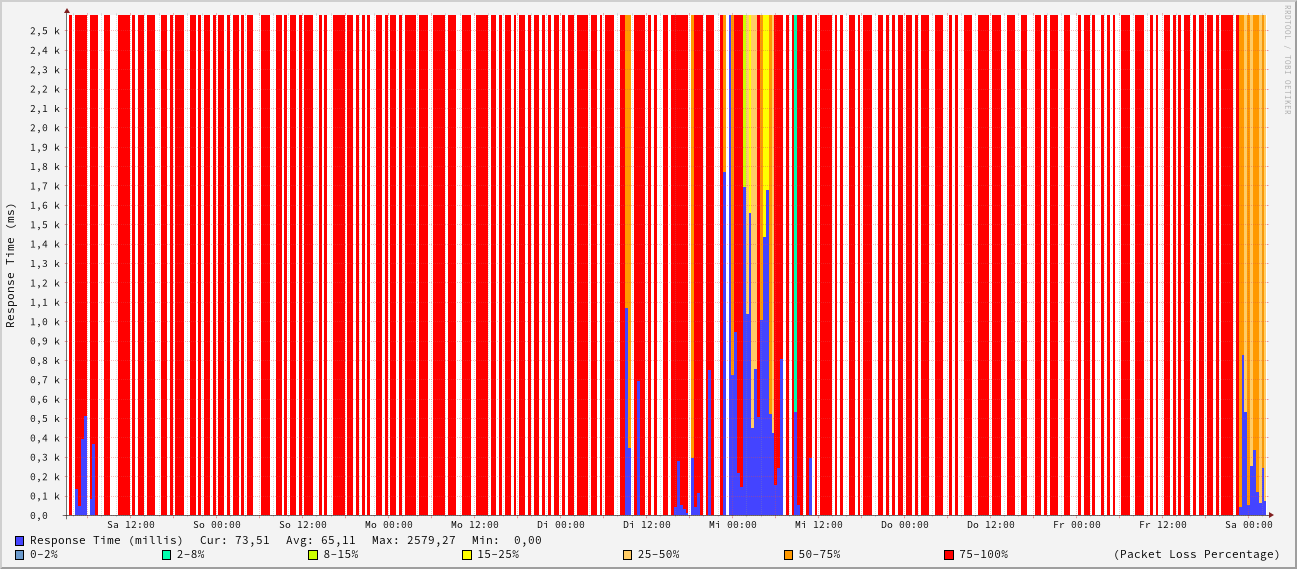 RRDTOOL / TOBI OETIKER
Response Time (ms)
2,5 k
2,4 k
2,3 k
2,2 k
2,1 k
2,0 k
1,9 k
1,8 k
1,7 k
1,6 k
1,5 k
1,4 k
1,3 k
1,2 k
1,1 k
1,0 k
0,9 k
0,8 k
0,7 k
0,6 k
0,5 k
0,4 k
0,3 k
0,2 k
0,1 k
0,0
Sa 12:00 So 00:00 So 12:00 Mo 00:00 Mo 12:00 Di 00:00 Di 12:00 Mi 00:00 Mi 12:00 Do 00:00 Do 12:00 Fr 00:00 Fr 12:00 Sa 00:00
Response Time (millis) Cur: 73,51 Avg: 65,11 Max: 2579,27 Min: 0,00
0-2% 2-8% 8-15% 15-25% 25-50% 50-75% 75-100% (Packet Loss Percentage)